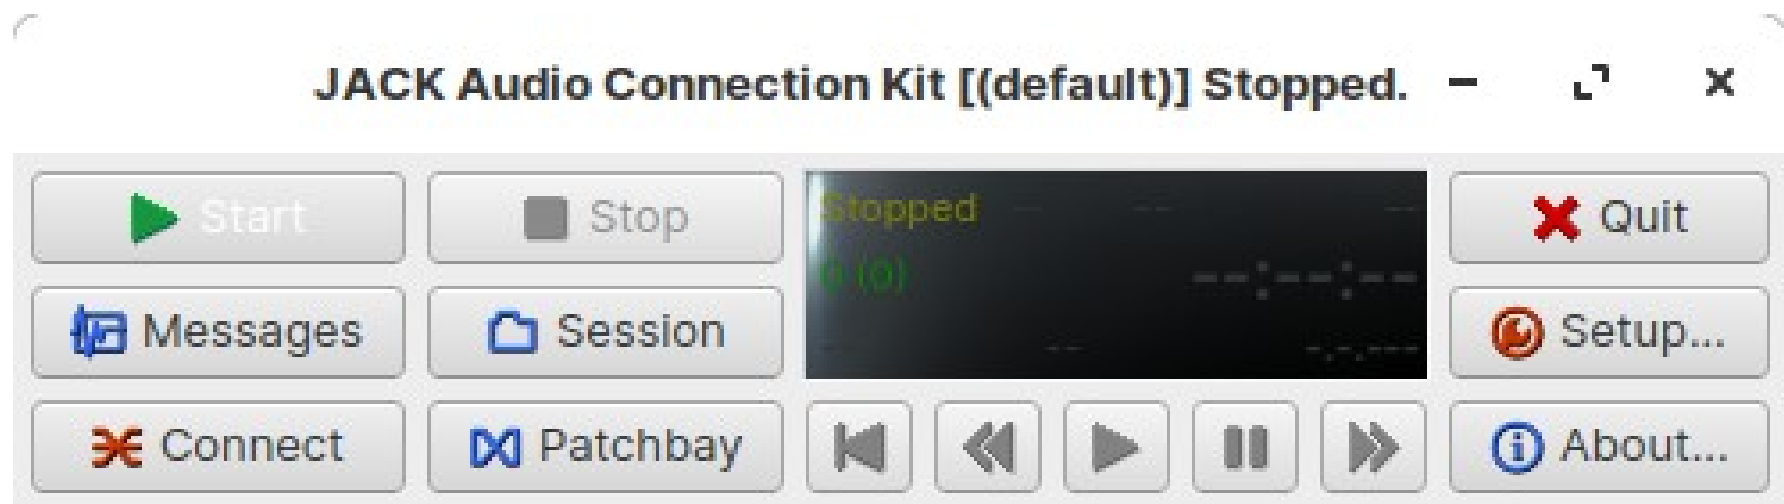 JACK Audio Connection Kit [(default)] Stopped.
Start
Stop
Stopped -- -- --
Quit
0 (0) --:--:--
Messages
Session
-- -.-.---
Setup...
Connect
Patchbay
About...